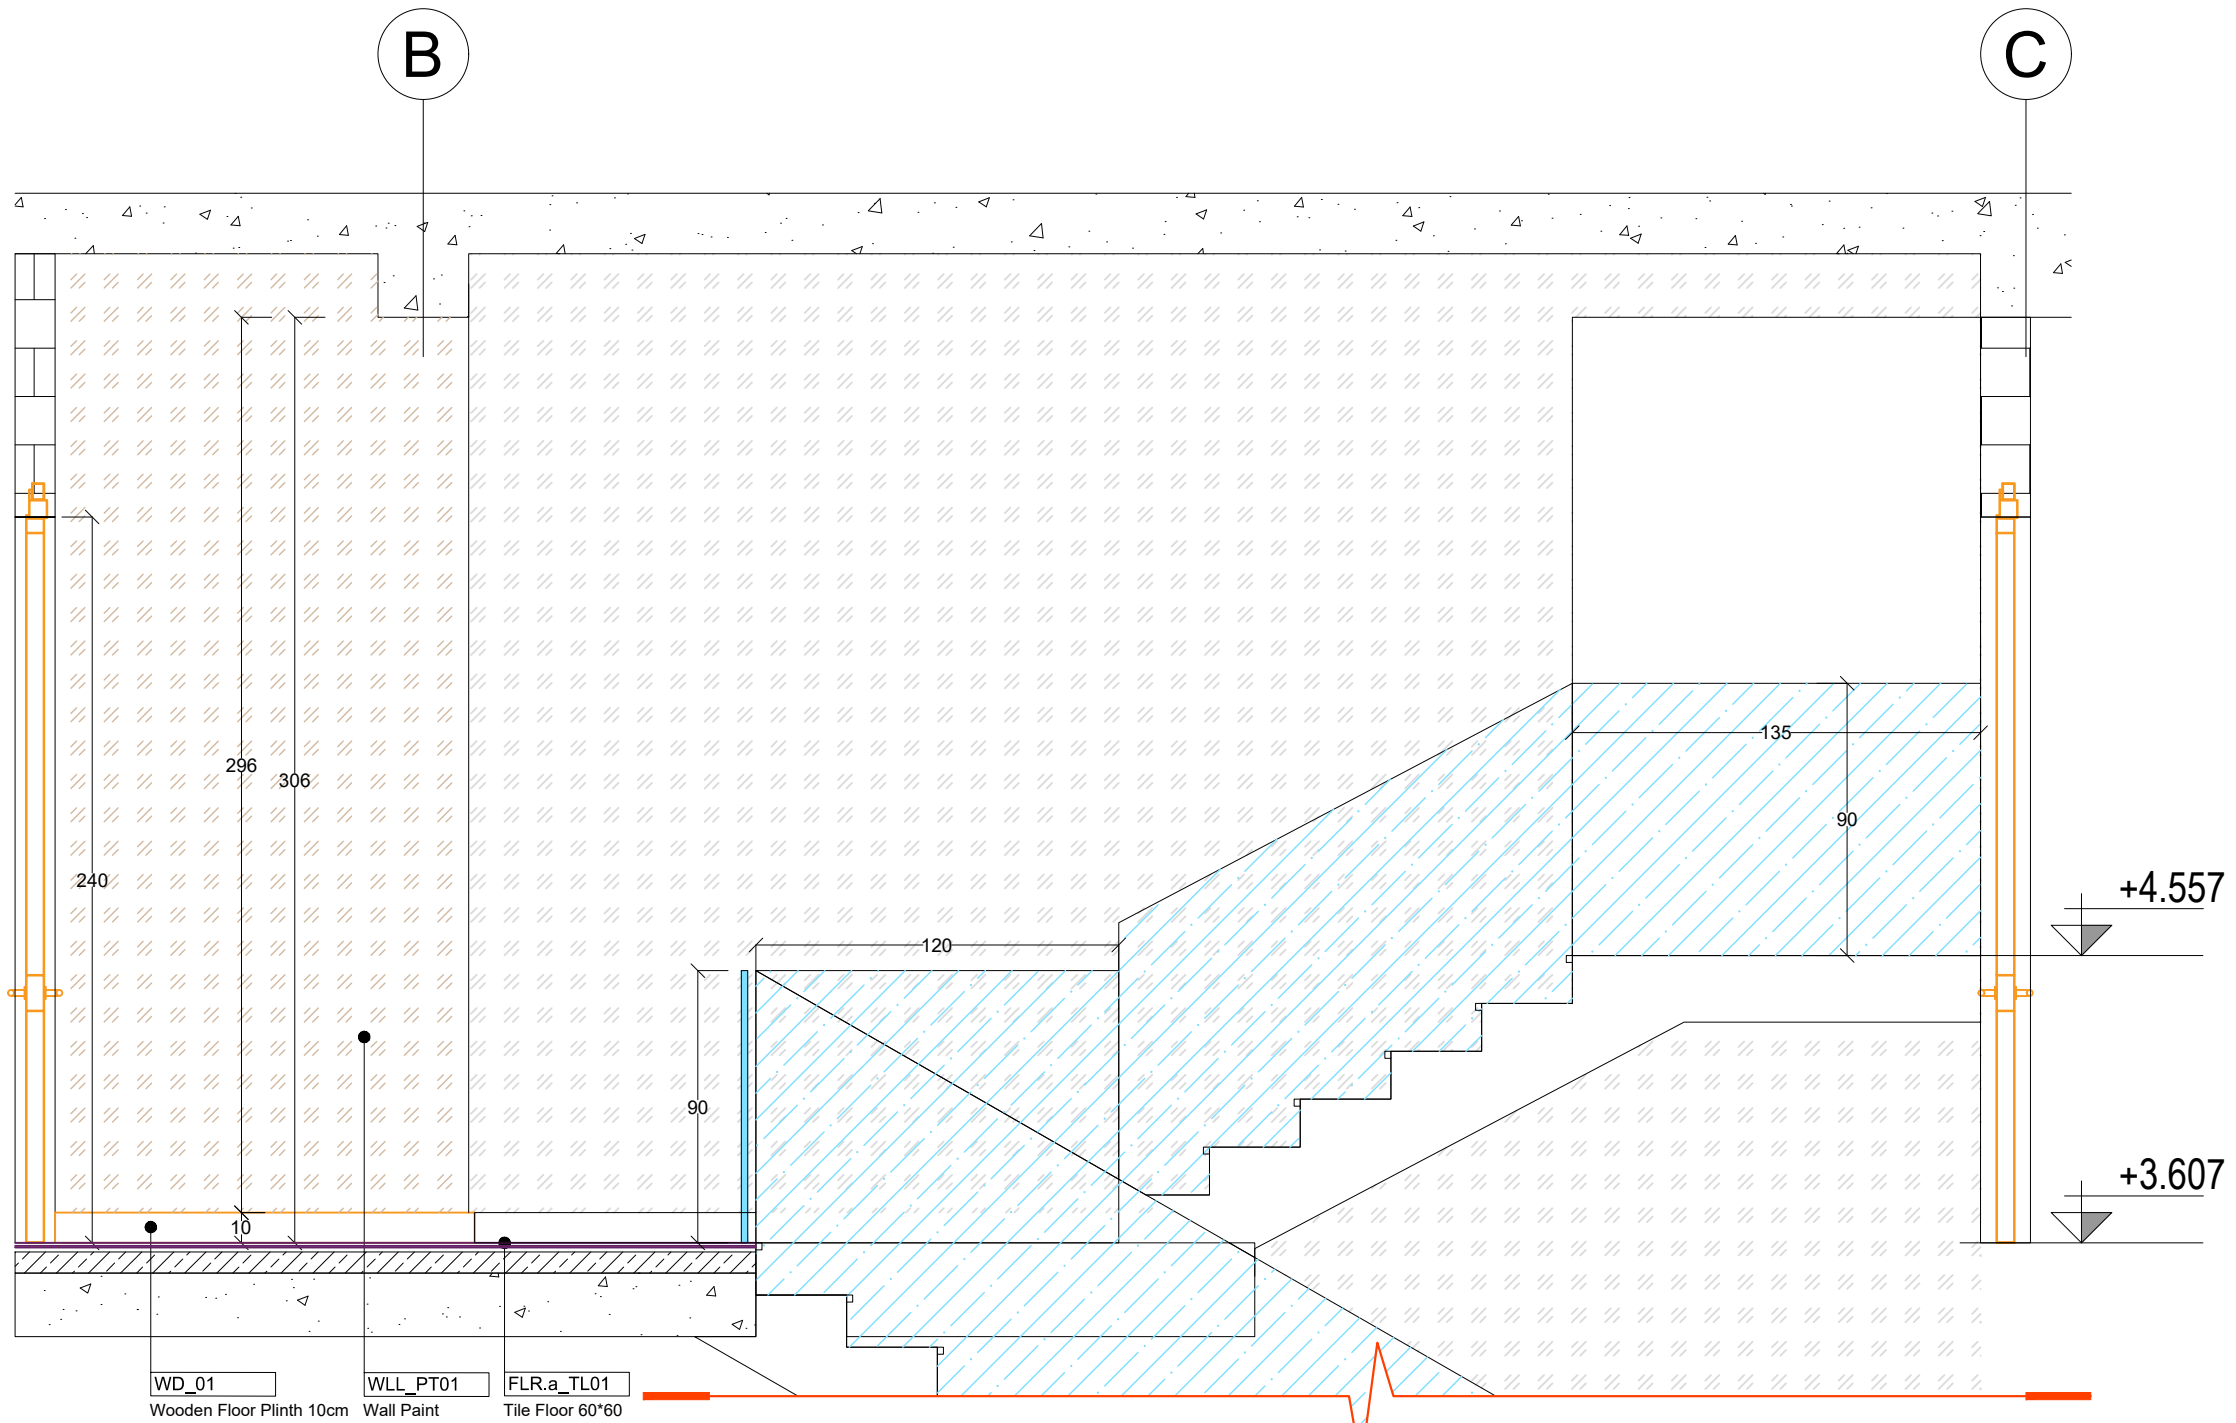 B
C
296
306
240
135
90
+4.557
120
90
+3.607
10
WD_01
WLL_PT01
FLR.a_TL01
Wooden Floor Plinth 10cm
Wall Paint
Tile Floor 60*60